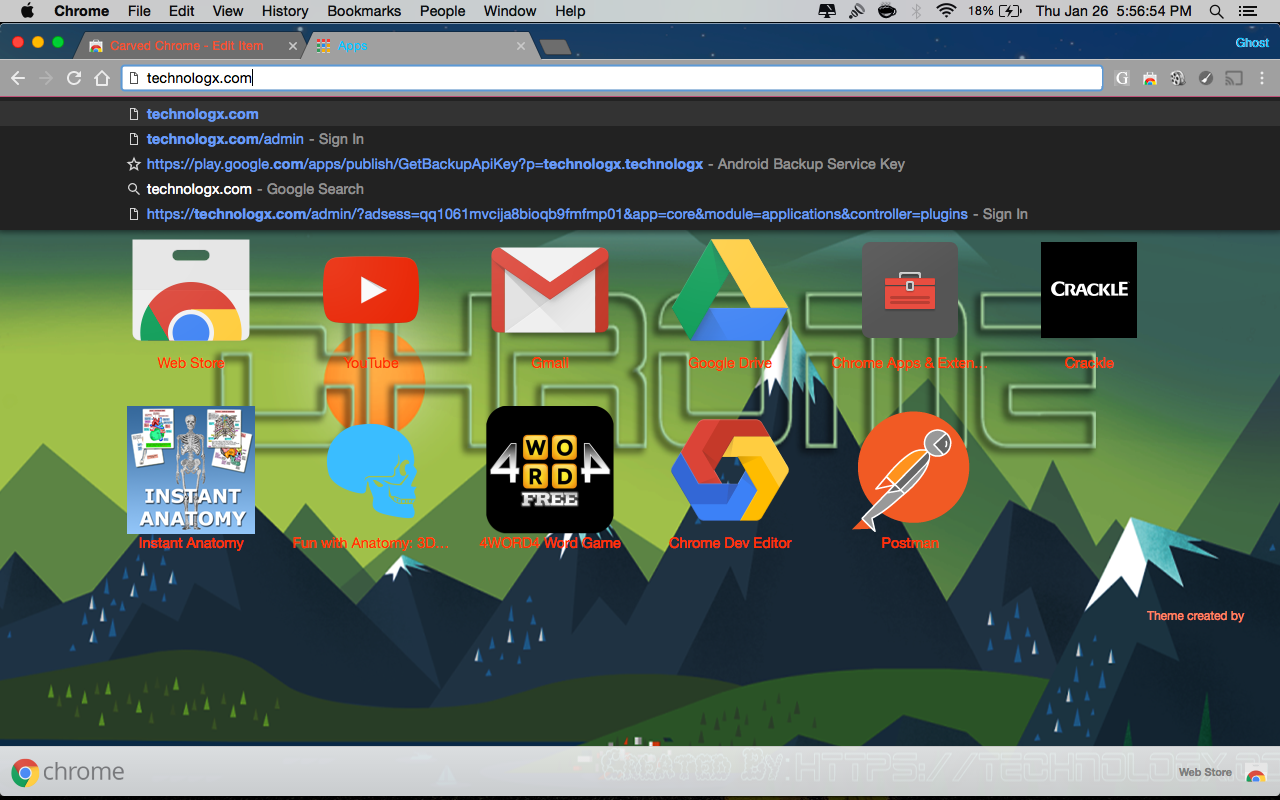 Chrome File Edit View History Bookmarks People Window Help 18% Thu Jan 26 5:56:54 PM
Carved Chrome - Edit Item Apps Ghost
technologx.com G
technologx.com
technologx.com/admin - Sign In
https://play.google.com/apps/publish/GetBackupApiKey?p=technologx.technologx - Android Backup Service Key
technologx.com - Google Search
https://technologx.com/admin/?adsess=qq1061mvcija8bioqb9fmfmp01&app=core&module=applications&controller=plugins - Sign In
CHROME
CRACKLE
Web Store YouTube Gmail Google Drive Chrome Apps & Exten... Crackle
INSTANT
ANATOMY
4 WORD 4
FREE
Instant Anatomy Fun with Anatomy: 3D... 4WORD4 Word Game Chrome Dev Editor Postman
Theme created by
chrome Web Store
CREATED BY:HTTPS://TECHNOLOGX